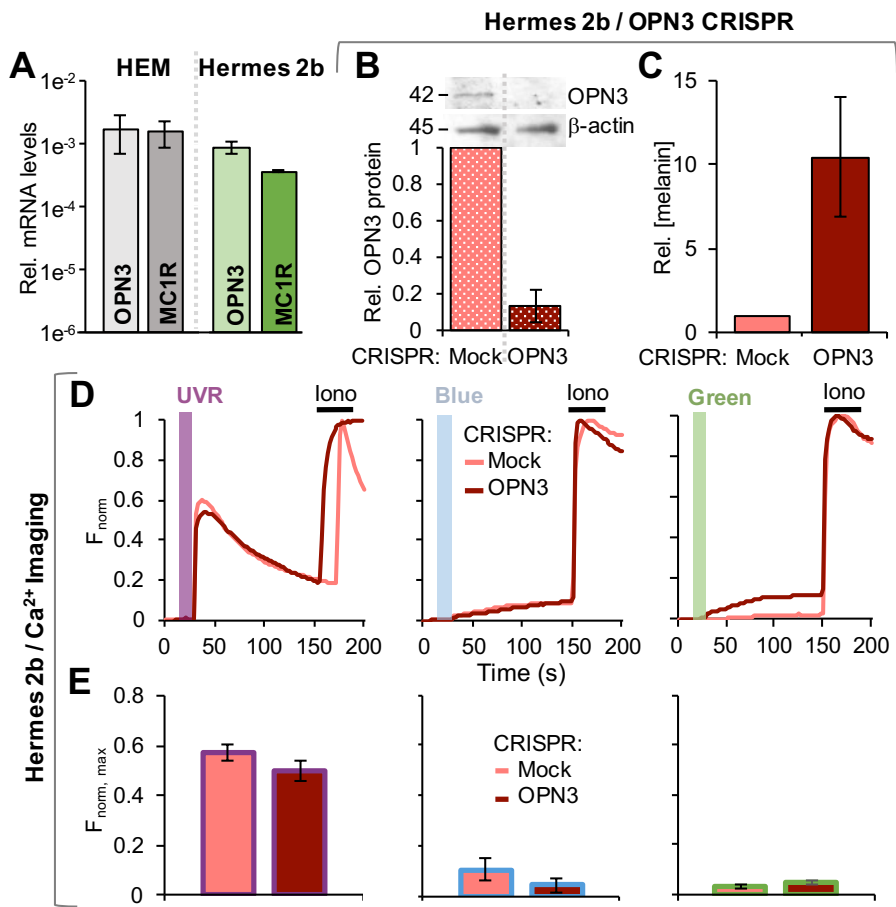 Hermes 2b / OPN3 CRISPR
A
HEM
Hermes 2b
1e-2
1e-3
1e-4
1e-5
1e-6
Rel. mRNA levels
OPN3
MC1R
OPN3
MC1R
B
42
OPN3
45
β-actin
1
0.8
0.6
0.4
0.2
0
Rel. OPN3 protein
CRISPR: Mock OPN3
C
15
10
5
0
Rel. [melanin]
CRISPR: Mock OPN3
Hermes 2b / Ca²⁺ Imaging
D
UVR
Iono
Blue
Iono
Green
Iono
1
0.8
0.6
0.4
0.2
0
Fnorm
CRISPR:
Mock
OPN3
0 50 100 150 200
0 50 100 150 200
0 50 100 150 200
Time (s)
E
0.8
0.6
0.4
0.2
0
Fnorm, max
CRISPR:
Mock
OPN3